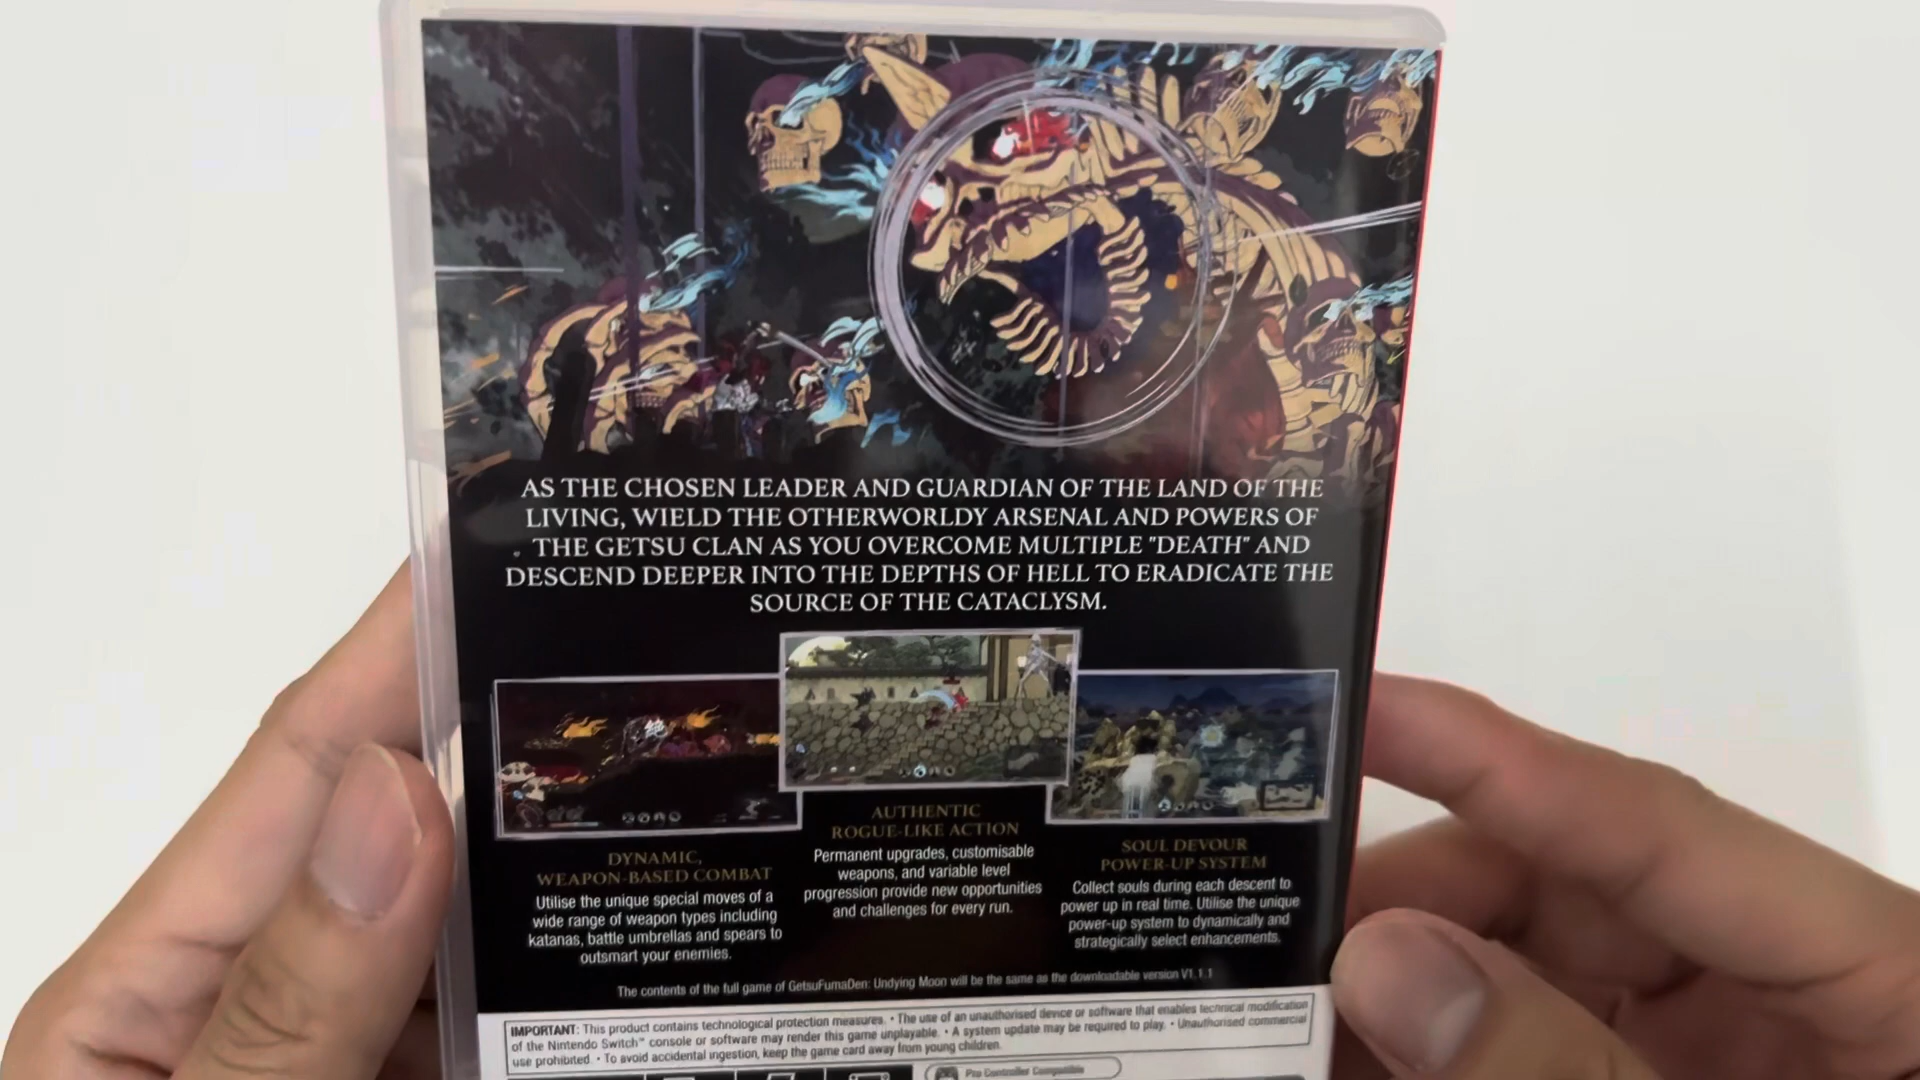 AS THE CHOSEN LEADER AND GUARDIAN OF THE LAND OF THE
LIVING, WIELD THE OTHERWORLDY ARSENAL AND POWERS OF
THE GETSU CLAN AS YOU OVERCOME MULTIPLE "DEATH" AND
DESCEND DEEPER INTO THE DEPTHS OF HELL TO ERADICATE THE
SOURCE OF THE CATACLYSM.
DYNAMIC,
WEAPON-BASED COMBAT
Utilise the unique special moves of a
wide range of weapon types including
katanas, battle umbrellas and spears to
outsmart your enemies.
AUTHENTIC
ROGUE-LIKE ACTION
Permanent upgrades, customisable
weapons, and variable level
progression provide new opportunities
and challenges for every run.
SOUL DEVOUR
POWER-UP SYSTEM
Collect souls during each descent to
power up in real time. Utilise the unique
power-up system to dynamically and
strategically select enhancements.
The contents of the full game of GetsuFumaDen: Undying Moon will be the same as the downloadable version V1.1.1
IMPORTANT: This product contains technological protection measures. • The use of an unauthorised device or software that enables technical modification
of the Nintendo Switch™ console or software may render this game unplayable. • A system update may be required to play. • Unauthorised commercial
use prohibited. • To avoid accidental ingestion, keep the game card away from young children.
Pro Controller Compatible